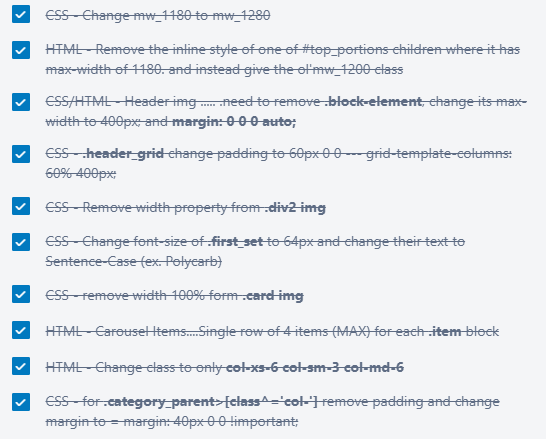 CSS - Change mw_1180 to mw_1280
HTML - Remove the inline style of one of #top_portions children where it has
max-width of 1180. and instead give the ol'mw_1200 class
CSS/HTML - Header img ..... .need to remove .block-element, change its max-
width to 400px; and margin: 0 0 0 auto;
CSS - .header_grid change padding to 60px 0 0 --- grid-template-columns:
60% 400px;
CSS - Remove width property from .div2 img
CSS - Change font-size of .first_set to 64px and change their text to
Sentence-Case (ex. Polycarb)
CSS - remove width 100% form .card img
HTML - Carousel Items....Single row of 4 items (MAX) for each .item block
HTML - Change class to only col-xs-6 col-sm-3 col-md-6
CSS - for .category_parent>[class^='col-'] remove padding and change
margin to = margin: 40px 0 0 !important;